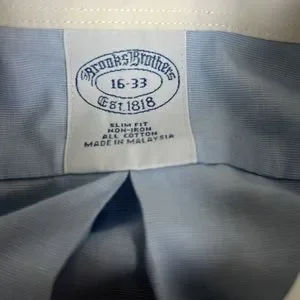 Brooks Brothers
16-33
EST. 1818
SLIM FIT
NON-IRON
ALL COTTON
MADE IN MALAYSIA